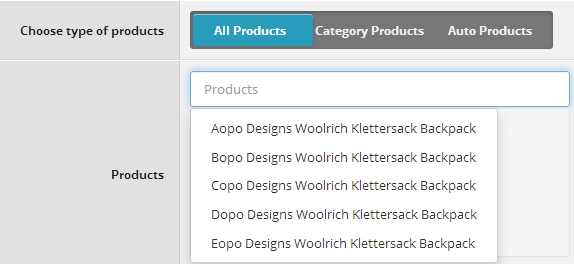 Choose type of products All Products Category Products Auto Products
Products
Aopo Designs Woolrich Klettersack Backpack
Bopo Designs Woolrich Klettersack Backpack
Copo Designs Woolrich Klettersack Backpack
Products
Dopo Designs Woolrich Klettersack Backpack
Eopo Designs Woolrich Klettersack Backpack